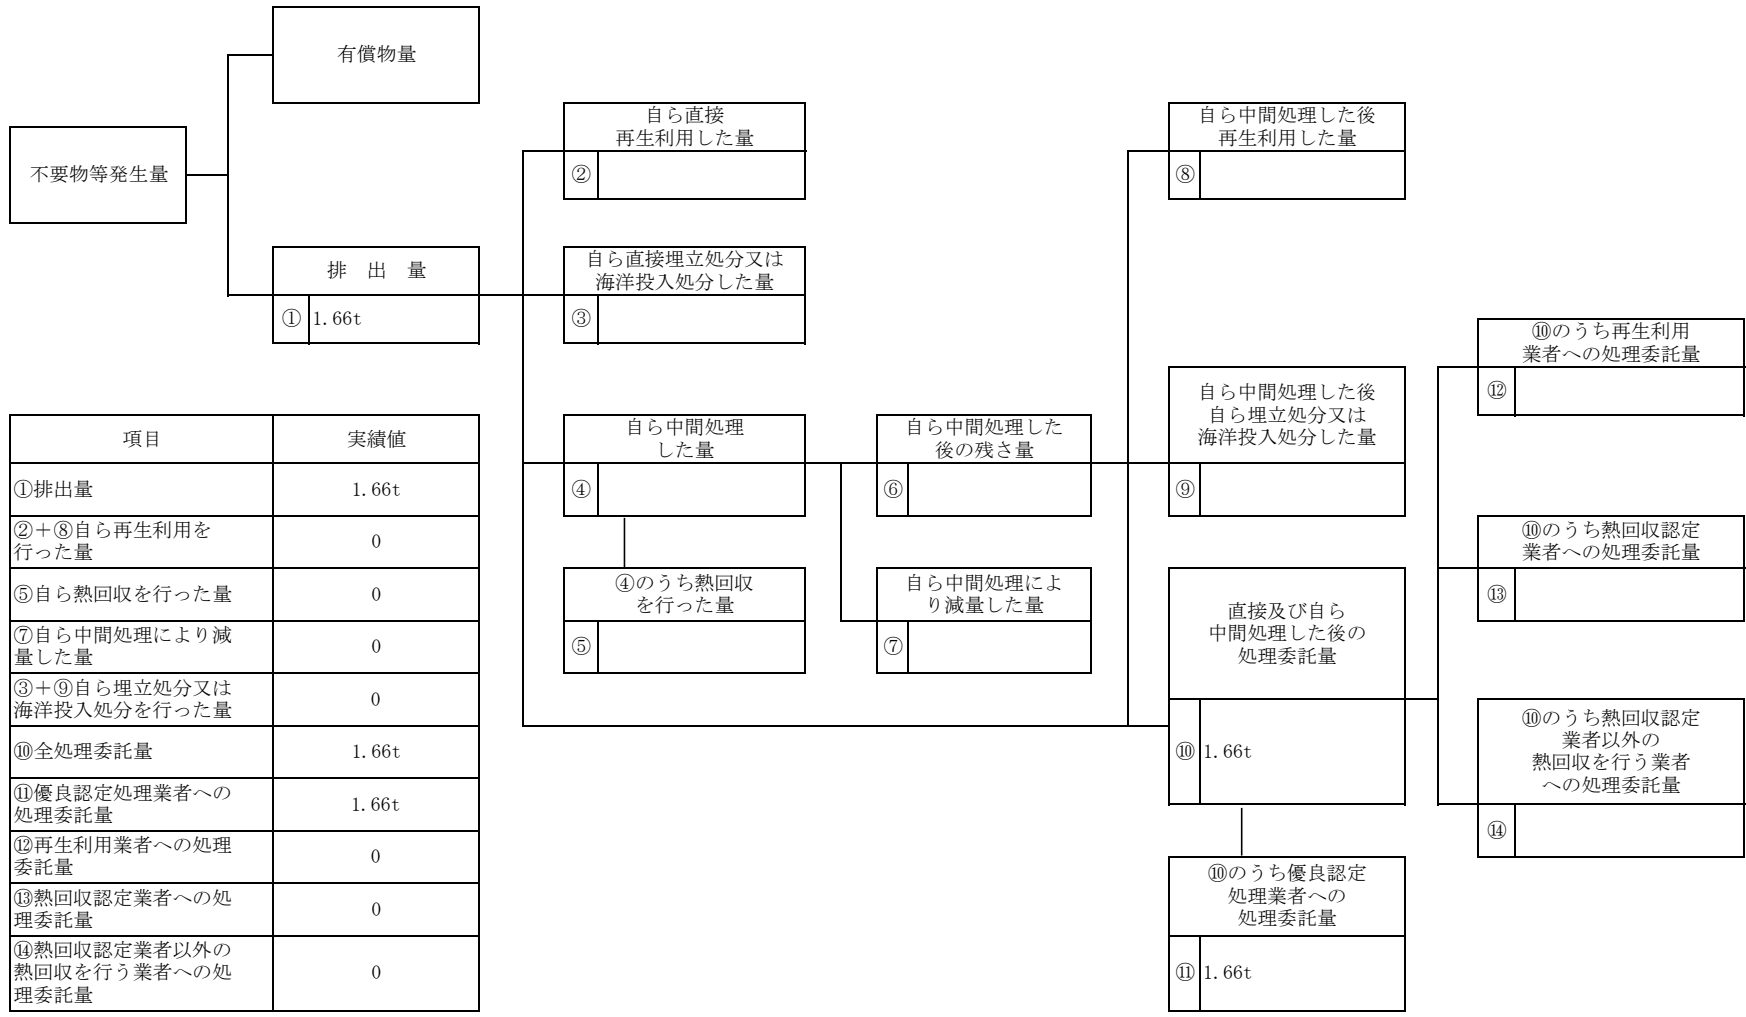 有償物量
不要物等発生量
排　出　量
①
1.66t
自ら直接
再生利用した量
②
自ら直接埋立処分又は
海洋投入処分した量
③
自ら中間処理
した量
④
④のうち熱回収
を行った量
⑤
自ら中間処理した
後の残さ量
⑥
自ら中間処理によ
り減量した量
⑦
自ら中間処理した後
再生利用した量
⑧
自ら中間処理した後
自ら埋立処分又は
海洋投入処分した量
⑨
直接及び自ら
中間処理した後の
処理委託量
⑩
1.66t
⑩のうち優良認定
処理業者への
処理委託量
⑪
1.66t
⑩のうち再生利用
業者への処理委託量
⑫
⑩のうち熱回収認定
業者への処理委託量
⑬
⑩のうち熱回収認定
業者以外の
熱回収を行う業者
への処理委託量
⑭
項目
実績値
①排出量
1.66t
②＋⑧自ら再生利用を
行った量
0
⑤自ら熱回収を行った量
0
⑦自ら中間処理により減
量した量
0
③＋⑨自ら埋立処分又は
海洋投入処分を行った量
0
⑩全処理委託量
1.66t
⑪優良認定処理業者への
処理委託量
1.66t
⑫再生利用業者への処理
委託量
0
⑬熱回収認定業者への処
理委託量
0
⑭熱回収認定業者以外の
熱回収を行う業者への処
理委託量
0